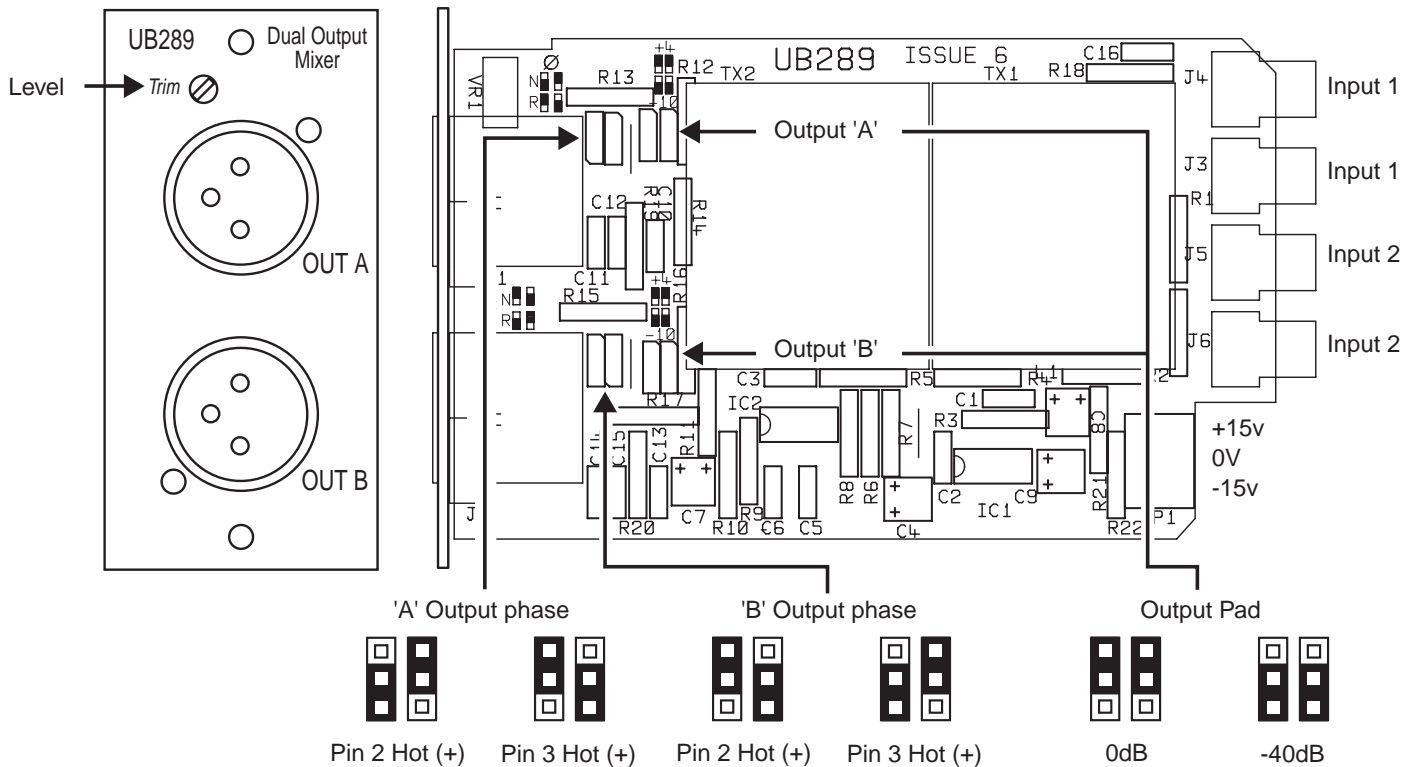 UB289
Dual Output
Mixer
Level
Trim
OUT A
OUT B
UB289 ISSUE 6
VR1
Ø
N
R
R13
+4
-10
R12
TX2
TX1
C16
R18
J4
Input 1
J3
Input 1
R1
J5
Input 2
J6
Input 2
Output 'A'
C12
R19
C10
R14
C11
1
N
R
R15
+4
-10
R16
Output 'B'
R17
C3
R5
R4
IC2
C1
R3
R7
C8
C15
C13
R11
R8
R6
C2
IC1
C9
R21
+15v
0V
-15v
J
R20
C7
R10
R9
C6
C5
C4
R22
P1
'A' Output phase
'B' Output phase
Output Pad
Pin 2 Hot (+)
Pin 3 Hot (+)
Pin 2 Hot (+)
Pin 3 Hot (+)
0dB
-40dB